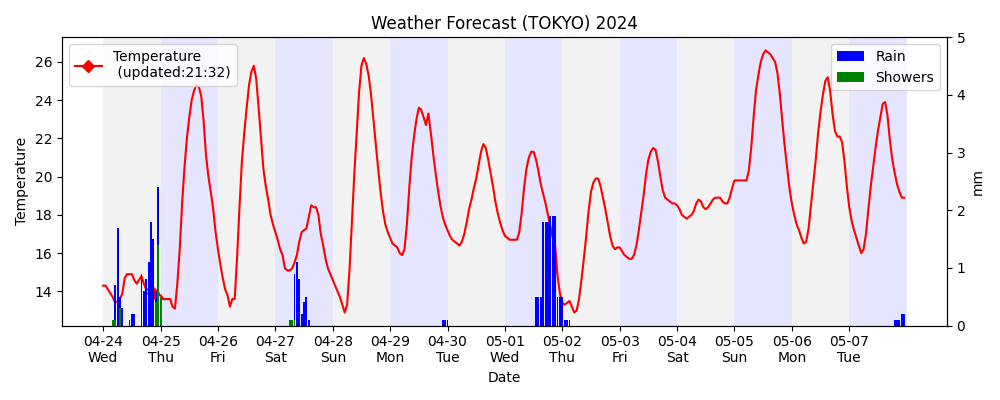 Weather Forecast (TOKYO) 2024
Temperature
(updated:21:32)
Rain
Showers
26
24
22
20
18
16
14
Temperature
5
4
3
2
1
0
mm
04-24 04-25 04-26 04-27 04-28 04-29 04-30 05-01 05-02 05-03 05-04 05-05 05-06 05-07
Wed Thu Fri Sat Sun Mon Tue Wed Thu Fri Sat Sun Mon Tue
Date